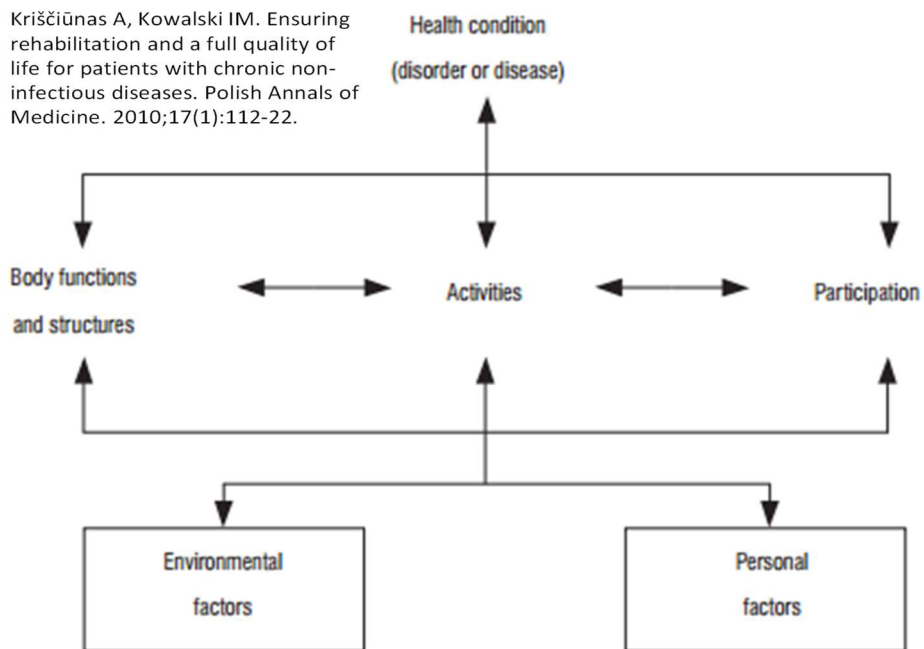 Kriščiūnas A, Kowalski IM. Ensuring
rehabilitation and a full quality of
life for patients with chronic non-
infectious diseases. Polish Annals of
Medicine. 2010;17(1):112-22.
Health condition
(disorder or disease)
Body functions
and structures
Activities
Participation
Environmental
factors
Personal
factors